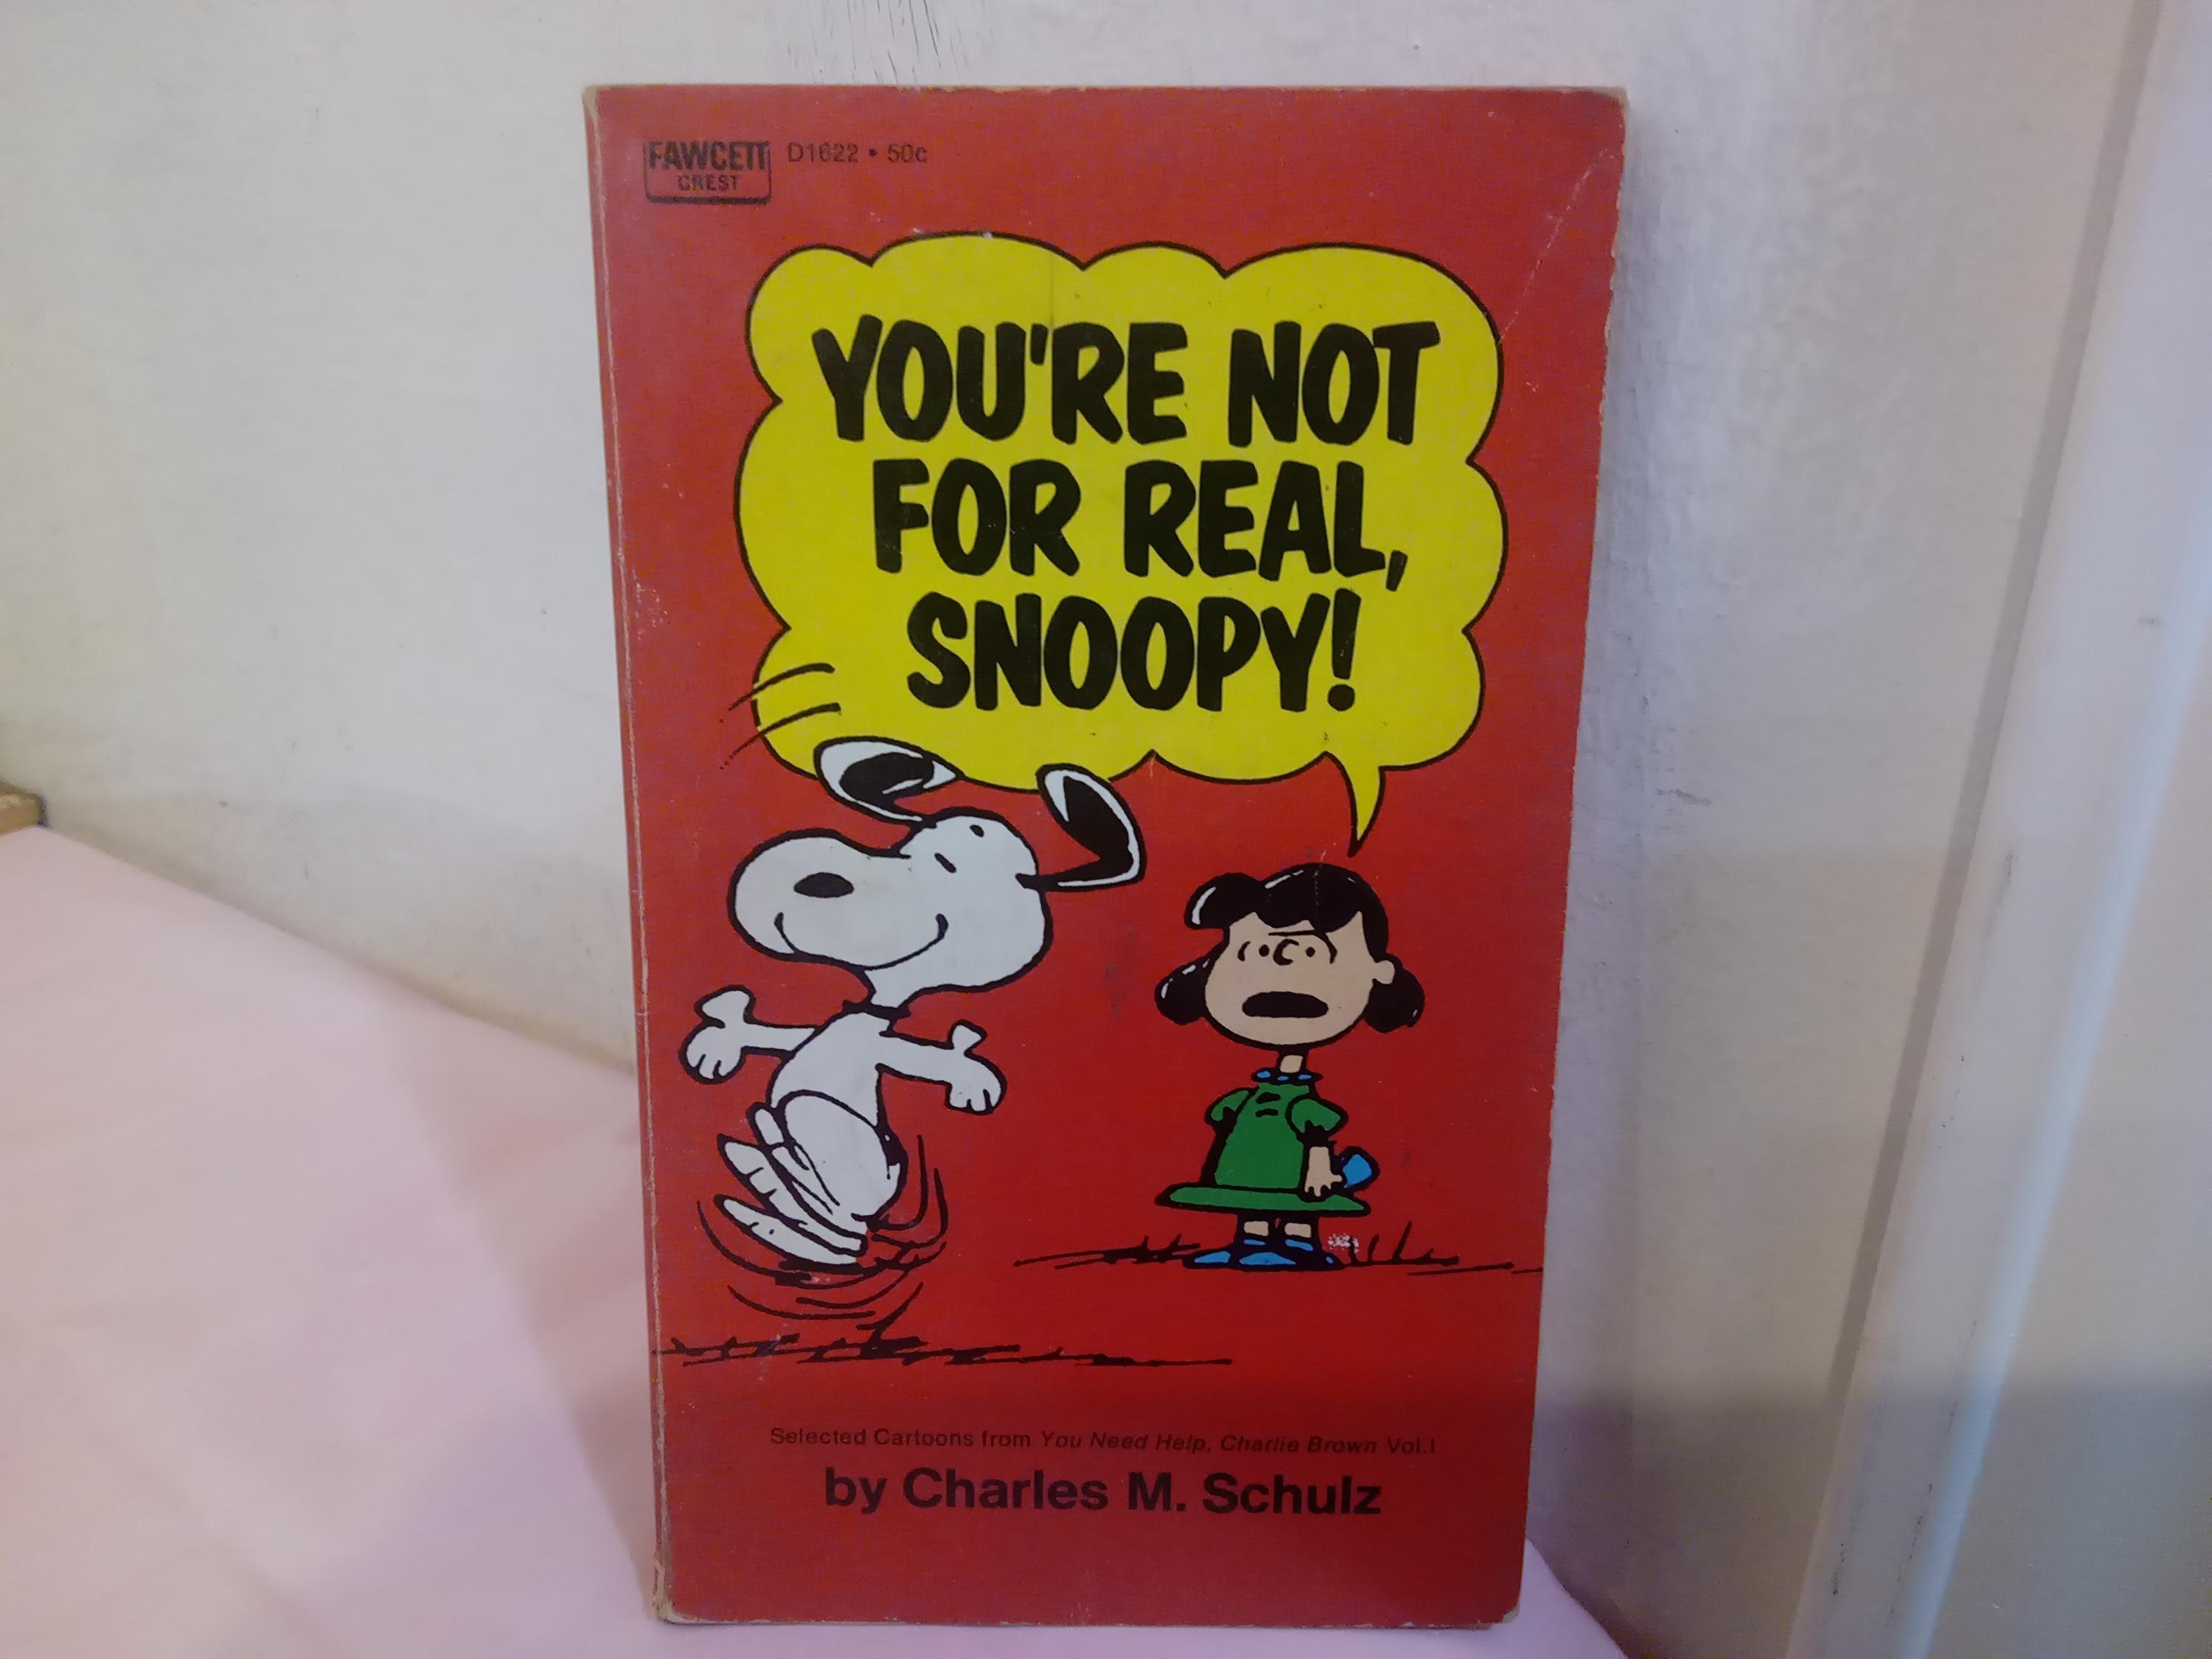 FAWCETT
CREST
D1622 • 50c
YOU'RE NOT
FOR REAL,
SNOOPY!
Selected Cartoons from You Need Help, Charlie Brown Vol.I
by Charles M. Schulz